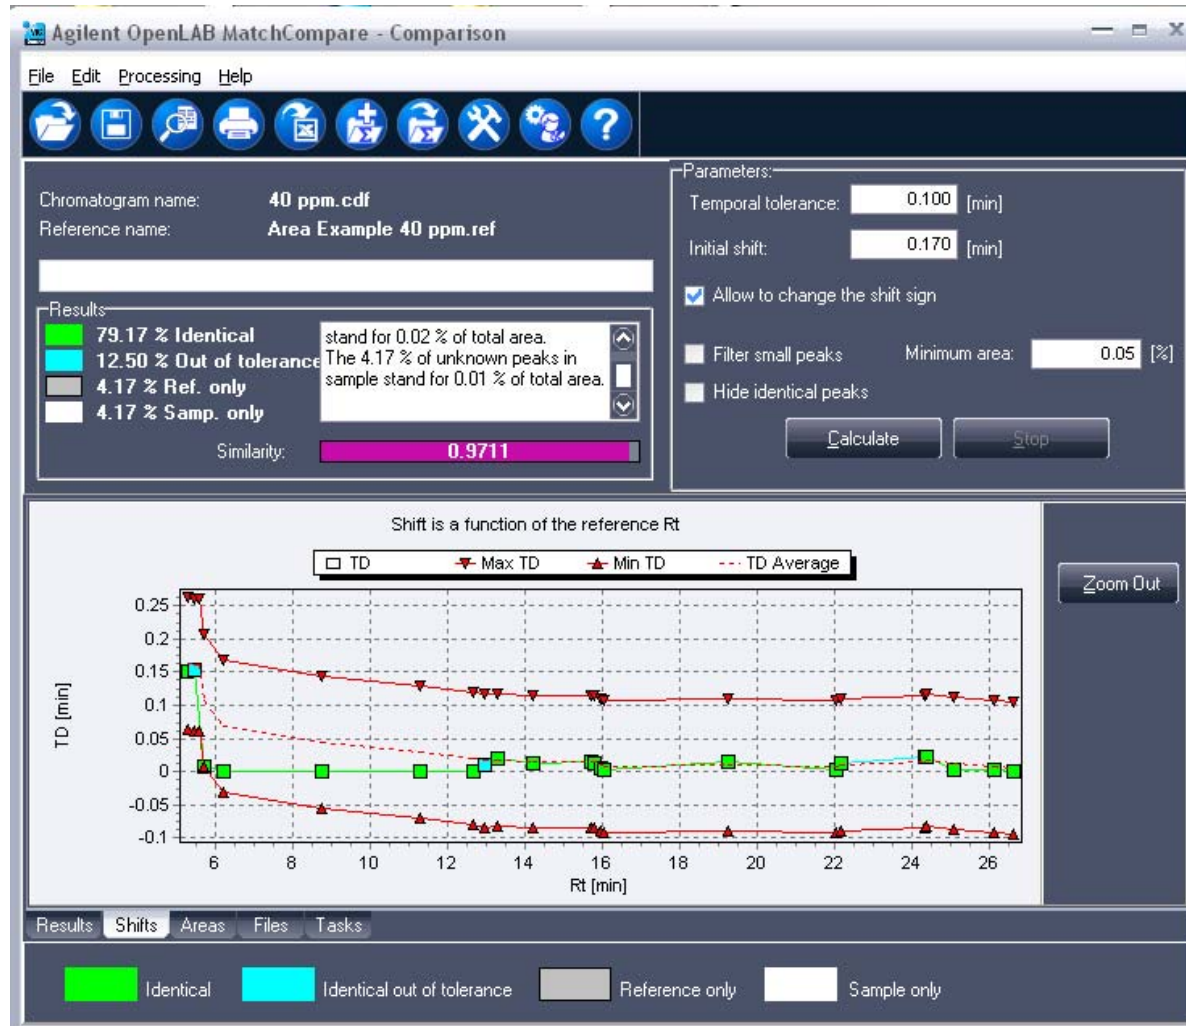 Agilent OpenLAB MatchCompare - Comparison
File Edit Processing Help
Chromatogram name: 40 ppm.cdf
Reference name: Area Example 40 ppm.ref
Results
79.17 % Identical
12.50 % Out of tolerance
4.17 % Ref. only
4.17 % Samp. only
stand for 0.02 % of total area.
The 4.17 % of unknown peaks in
sample stand for 0.01 % of total area.
Similarity: 0.9711
Parameters:
Temporal tolerance: 0.100 [min]
Initial shift: 0.170 [min]
Allow to change the shift sign
Filter small peaks Minimum area: 0.05 [%]
Hide identical peaks
Calculate Stop
Shift is a function of the reference Rt
TD Max TD Min TD TD Average
Zoom Out
0.25
0.2
0.15
0.1
0.05
0
-0.05
-0.1
TD [min]
6 8 10 12 14 16 18 20 22 24 26
Rt [min]
Results Shifts Areas Files Tasks
Identical Identical out of tolerance Reference only Sample only